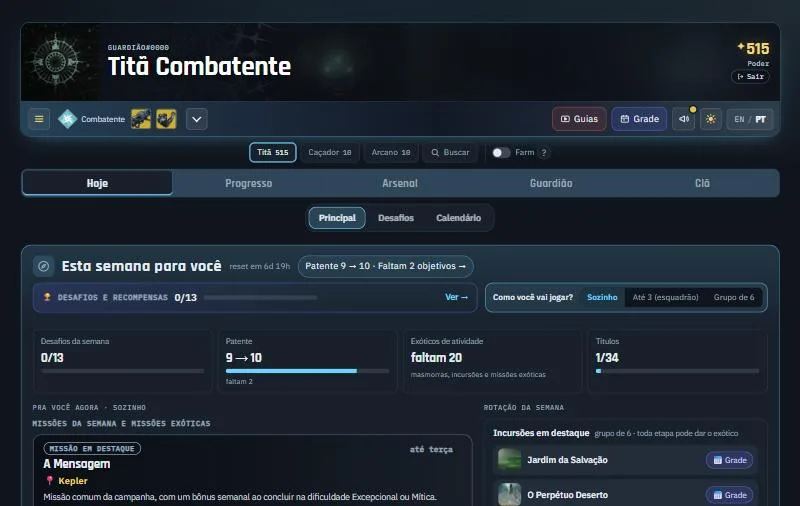 GUARDIÃO#0000
Titã Combatente
515
Poder
Sair
Combatente
Guias
Grade
EN / PT
Titã 515
Caçador 10
Arcano 10
Buscar
Farm ?
Hoje
Progresso
Arsenal
Guardião
Clã
Principal
Desafios
Calendário
Esta semana para você
reset em 6d 19h
Patente 9 → 10 · Faltam 2 objetivos →
DESAFIOS E RECOMPENSAS 0/13
Ver →
Como você vai jogar?
Sozinho
Até 3 (esquadrão)
Grupo de 6
Desafios da semana
0/13
Patente
9 → 10
faltam 2
Exóticos de atividade
faltam 20
masmorras, incursões e missões exóticas
Títulos
1/34
PRA VOCÊ AGORA · SOZINHO
MISSÕES DA SEMANA E MISSÕES EXÓTICAS
MISSÃO EM DESTAQUE
até terça
A Mensagem
Kepler
Missão comum da campanha, com um bônus semanal ao concluir na dificuldade Excepcional ou Mítica.
ROTAÇÃO DA SEMANA
Incursões em destaque grupo de 6 · toda etapa pode dar o exótico
Jardim da Salvação
Grade
O Perpétuo Deserto
Grade